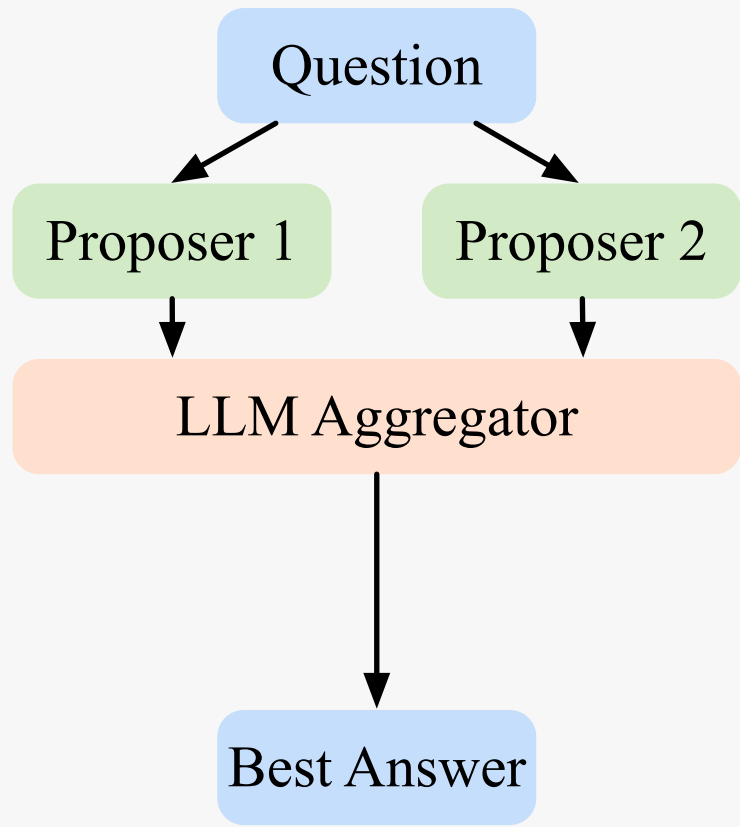 Question
Proposer 1
Proposer 2
LLM Aggregator
Best Answer